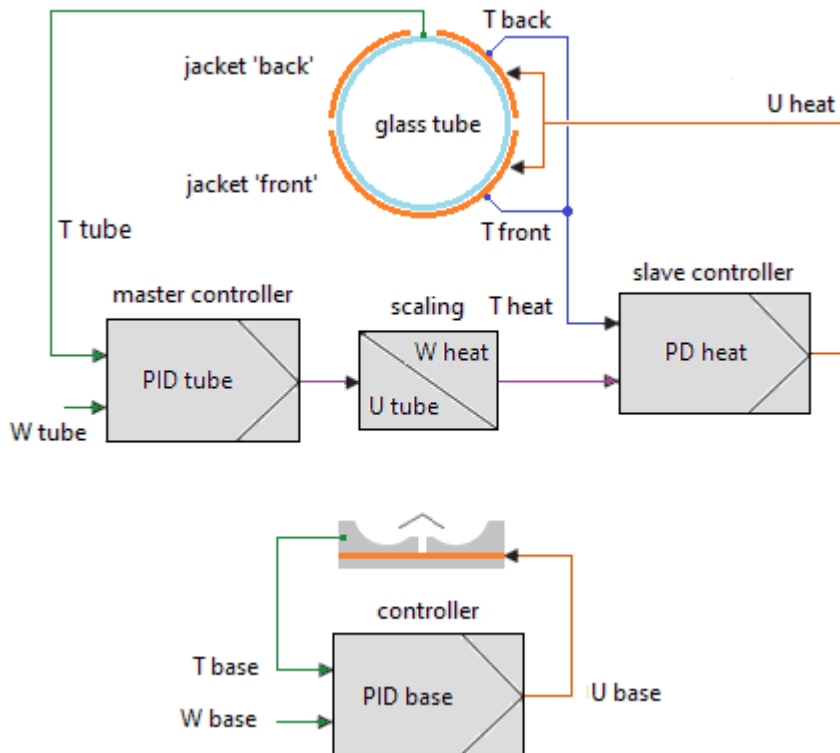 T back
jacket 'back'
U heat
glass tube
jacket 'front'
T tube
T front
slave controller
master controller
scaling
T heat
W heat
PID tube
PD heat
U tube
W tube
controller
T base
PID base
U base
W base